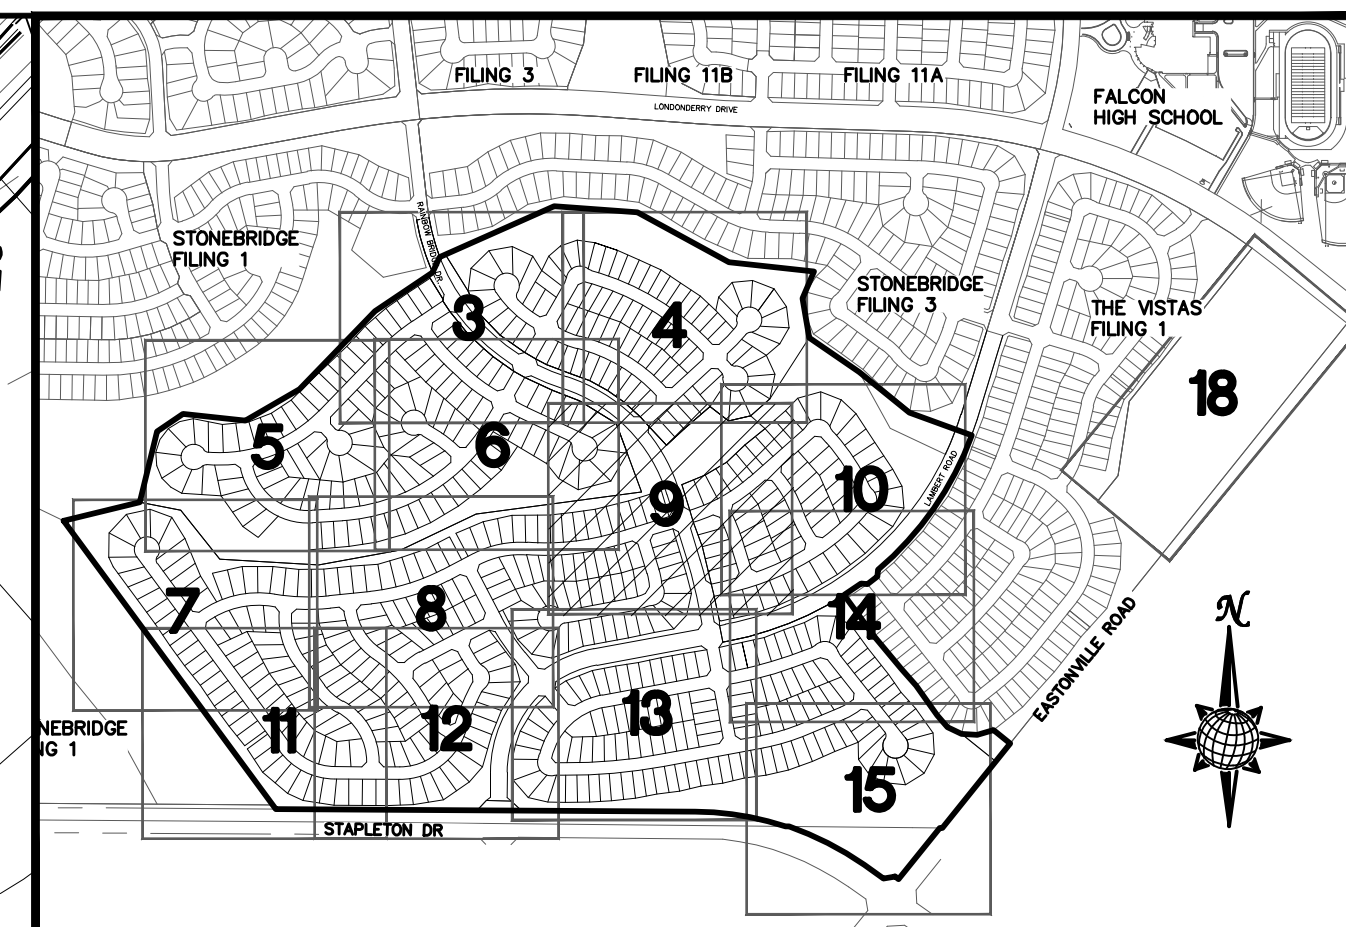 FILING 3
FILING 11B
FILING 11A
LONDONDERRY DRIVE
FALCON
HIGH SCHOOL
RAINBOW BRIDGE DR.
STONEBRIDGE
FILING 1
STONEBRIDGE
FILING 3
THE VISTAS
FILING 1
3
4
18
5
6
9
10
LAMBERT ROAD
7
8
14
EASTONVILLE ROAD
N
NEBRIDGE
NG 1
11
12
13
15
STAPLETON DR